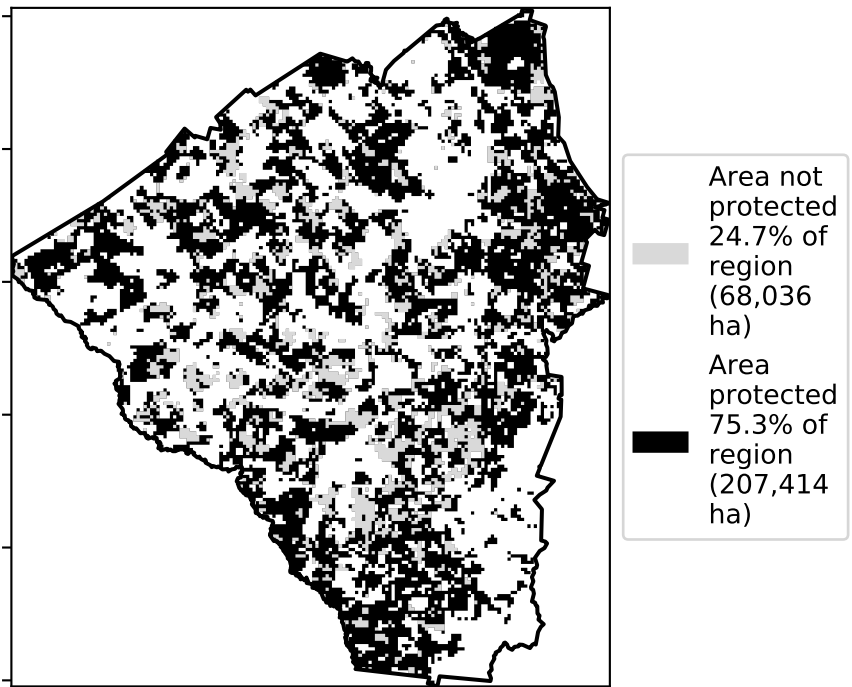 Area not
protected
24.7% of
region
(68,036
ha)
Area
protected
75.3% of
region
(207,414
ha)